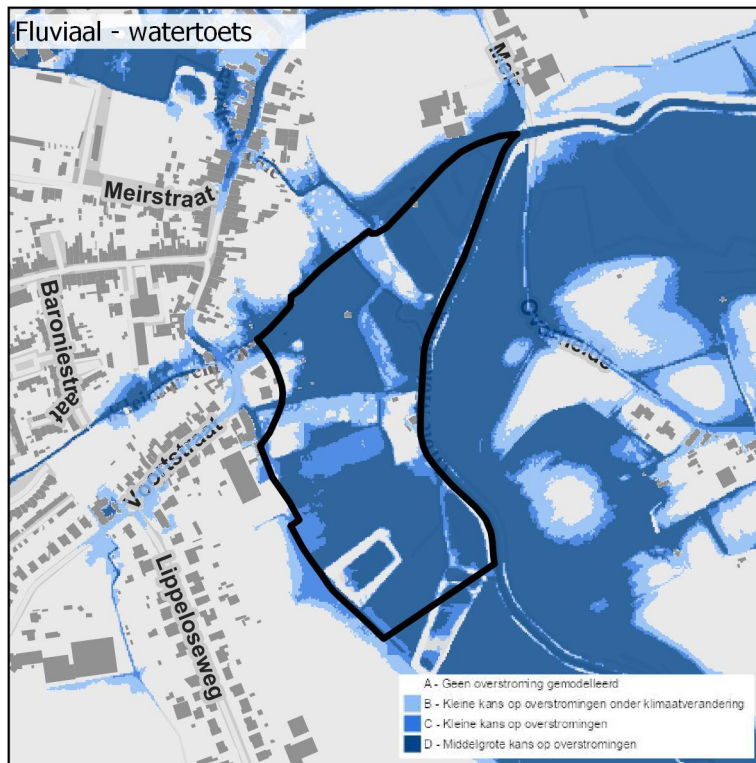 Fluviaal - watertoets
Meirstraat
Baroniestraat
Overheide
Voortstraat
Lippeloseweg
A - Geen overstroming gemodelleerd
B - Kleine kans op overstromingen onder klimaatverandering
C - Kleine kans op overstromingen
D - Middelgrote kans op overstromingen